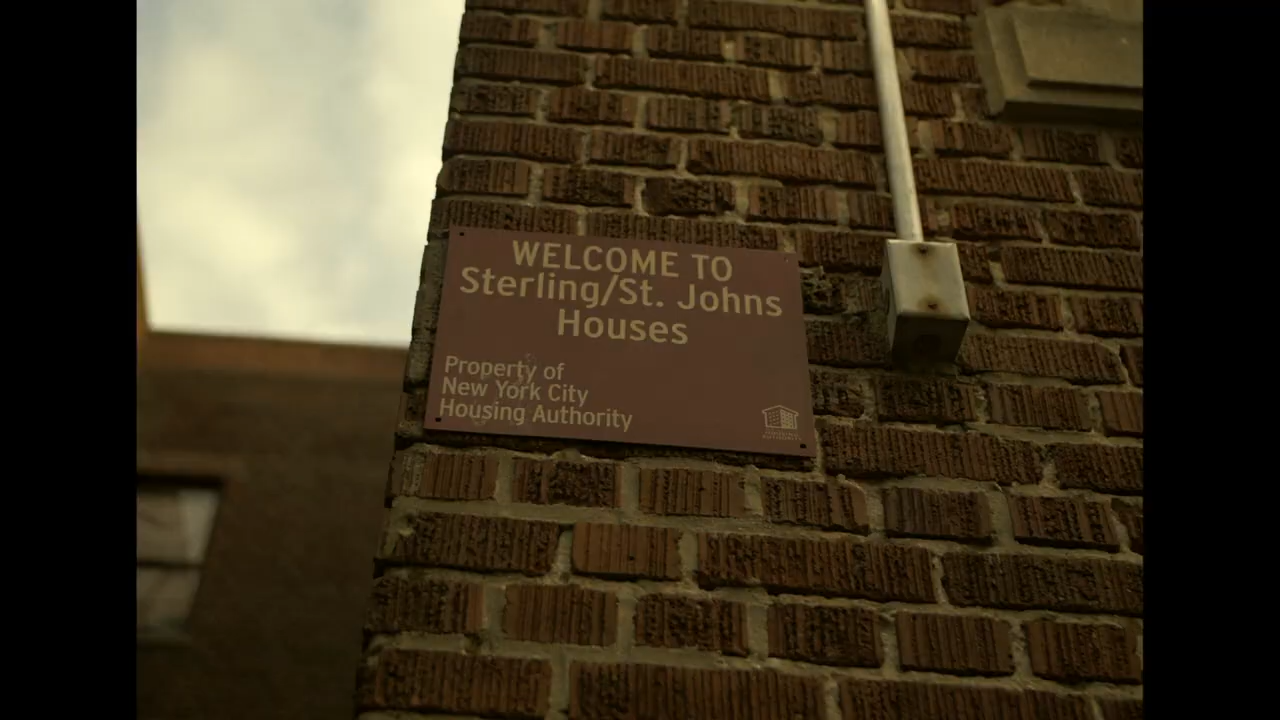 WELCOME TO
Sterling/St. Johns
Houses
Property of
New York City
Housing Authority